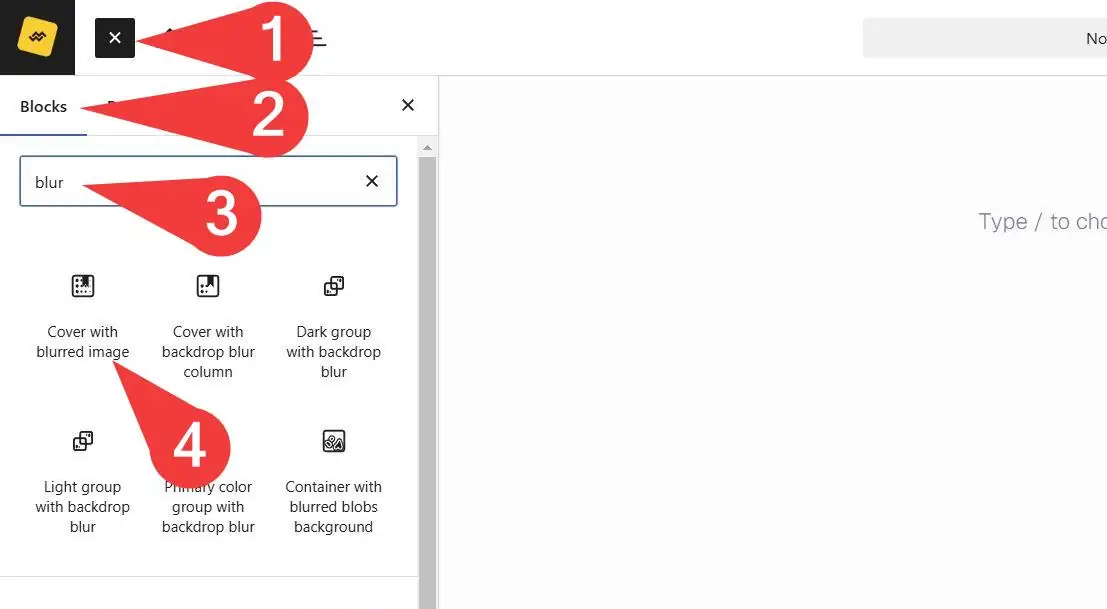 1
No
Blocks
2
blur
3
Type / to cho
Cover with
blurred image
Cover with
backdrop blur
column
Dark group
with backdrop
blur
4
Light group
with backdrop
blur
Primary color
group with
backdrop blur
Container with
blurred blobs
background